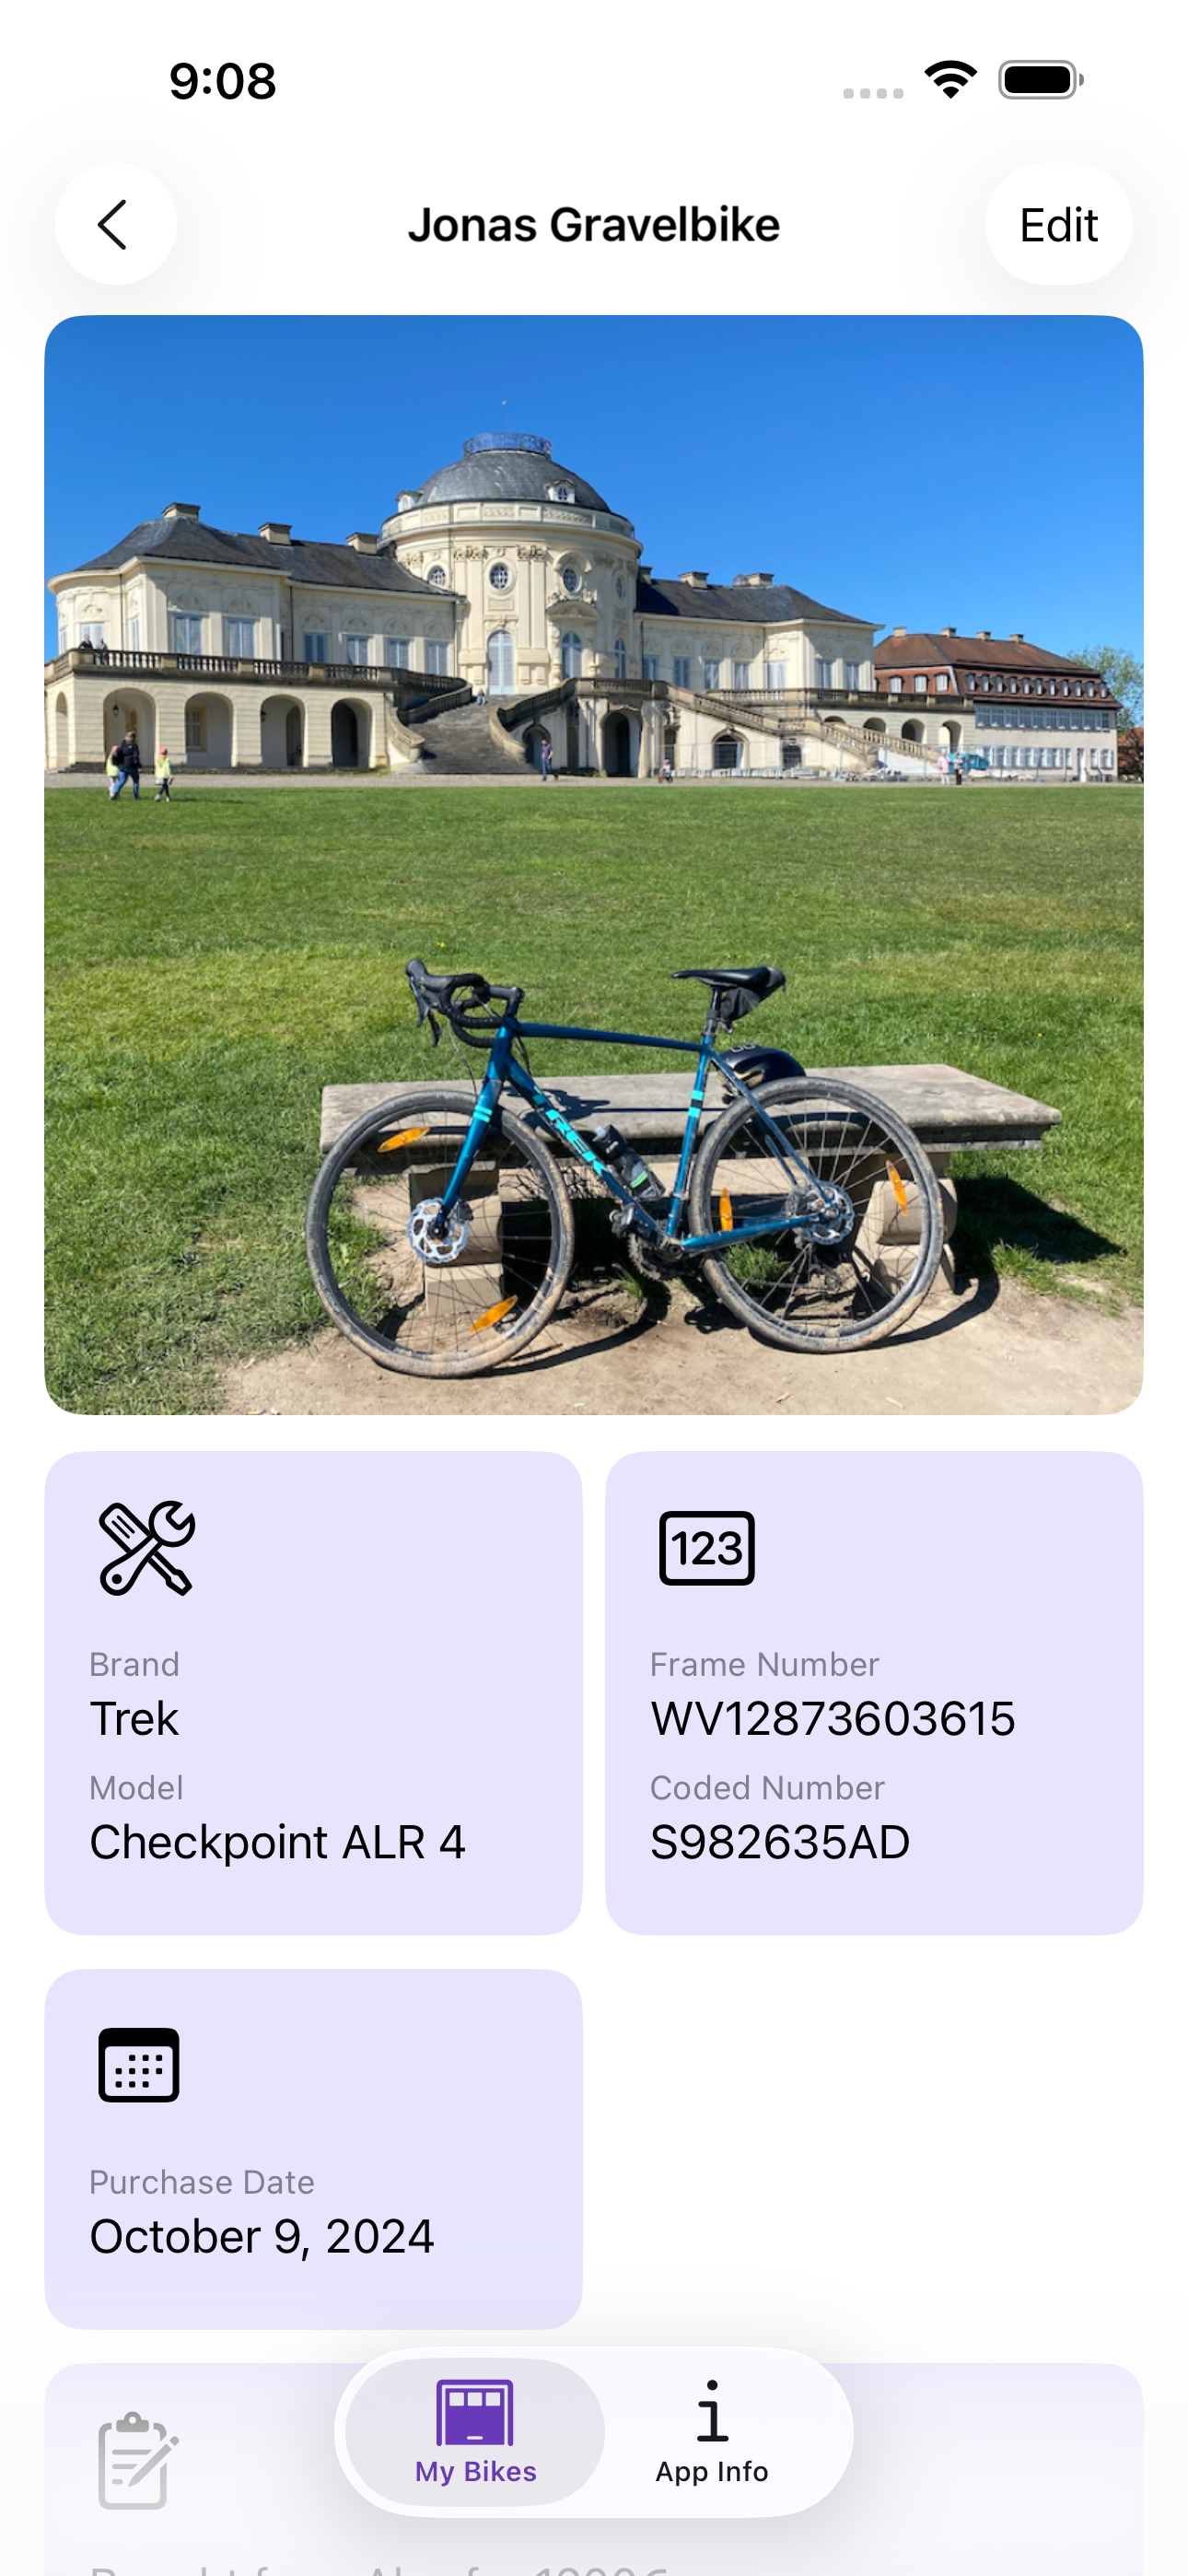 9:08
Jonas Gravelbike
Edit
TREK
123
Brand
Trek
Model
Checkpoint ALR 4
Frame Number
WV12873603615
Coded Number
S982635AD
Purchase Date
October 9, 2024
My Bikes
App Info